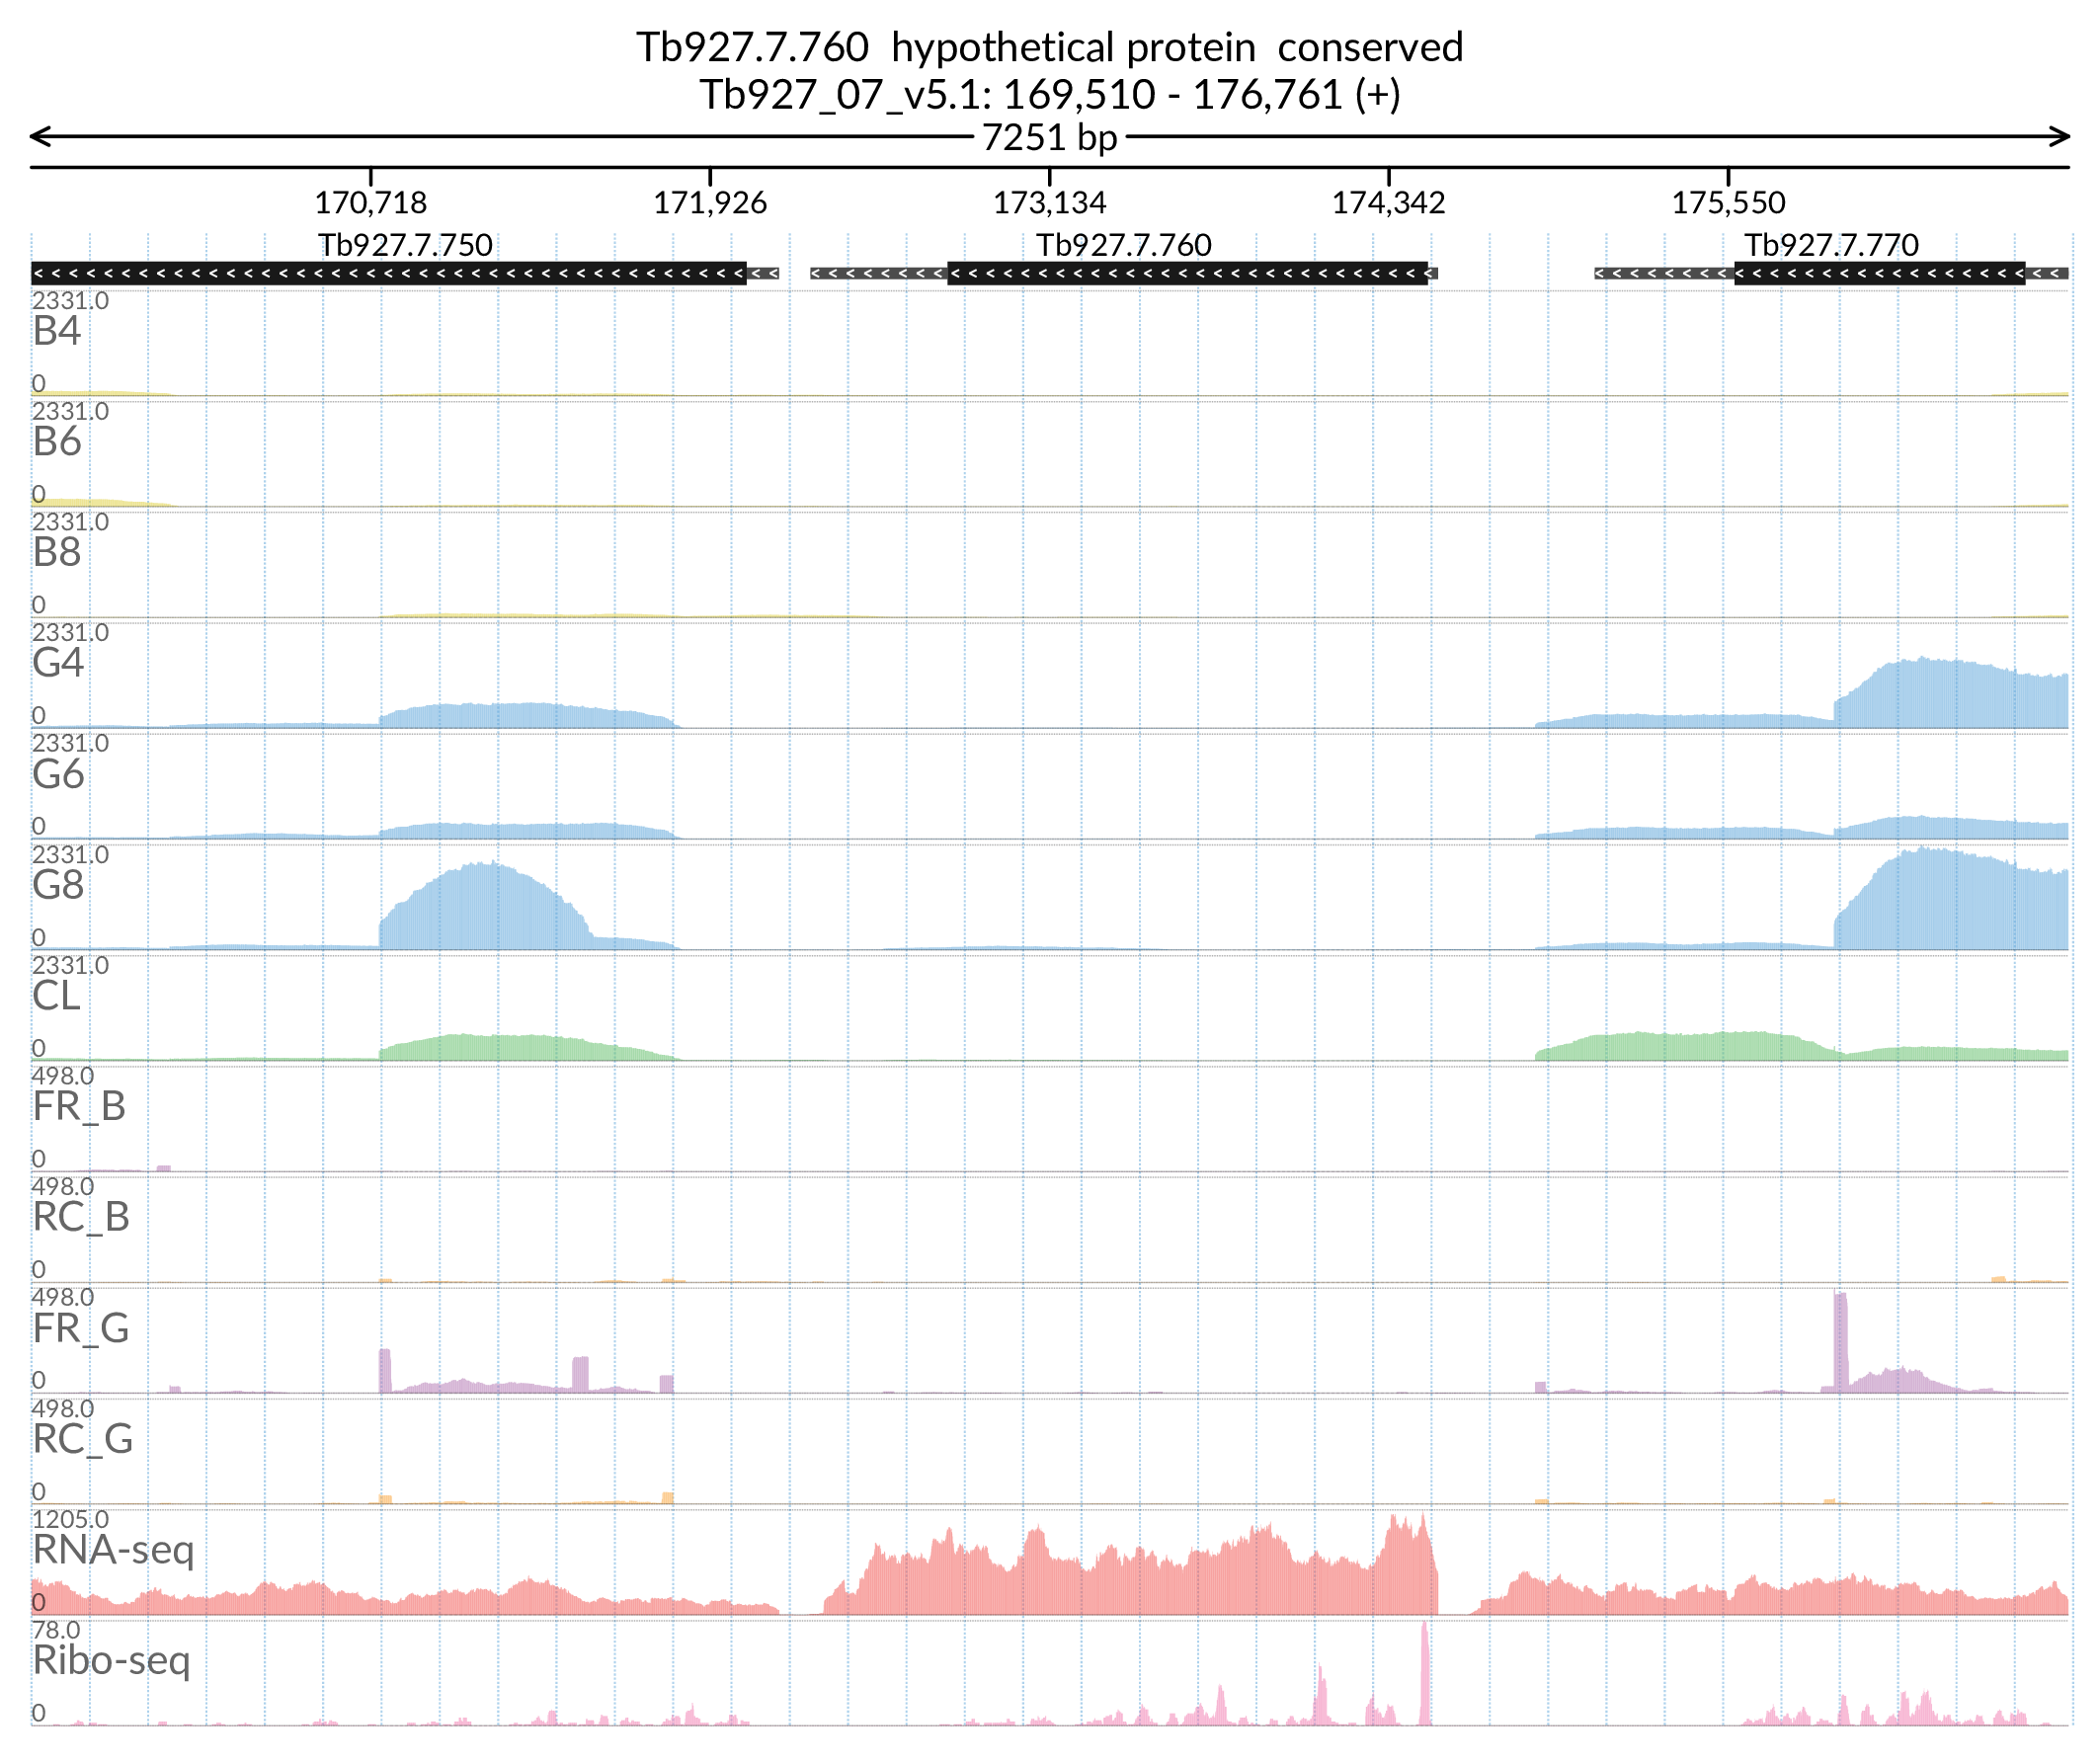 Tb927.7.760  hypothetical protein  conserved
Tb927_07_v5.1: 169,510 - 176,761 (+)
7251 bp
170,718 171,926 173,134 174,342 175,550
Tb927.7.750 Tb927.7.760 Tb927.7.770
2331.0
B4
0
2331.0
B6
0
2331.0
B8
0
2331.0
G4
0
2331.0
G6
0
2331.0
G8
0
2331.0
CL
0
498.0
FR_B
0
498.0
RC_B
0
498.0
FR_G
0
498.0
RC_G
0
1205.0
RNA-seq
0
78.0
Ribo-seq
0